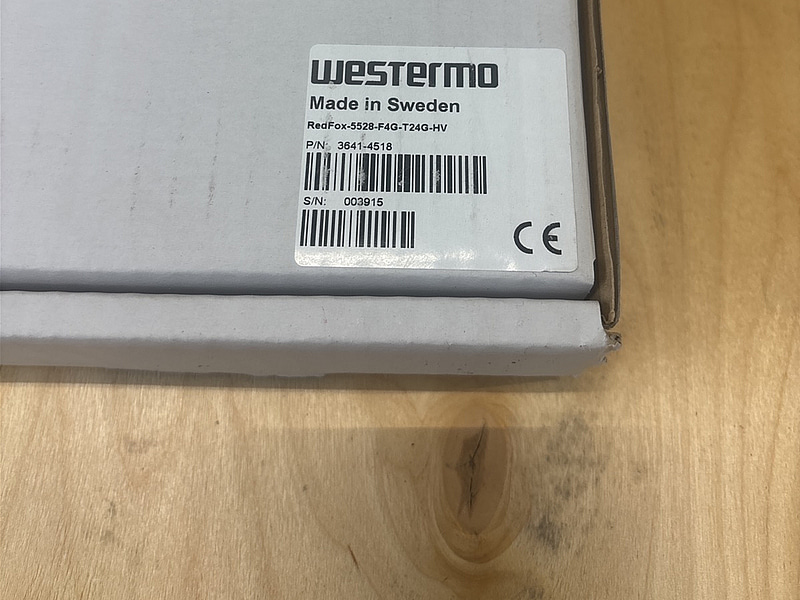 westermo
Made in Sweden
RedFox-5528-F4G-T24G-HV
P/N: 3641-4518
S/N: 003915
CE